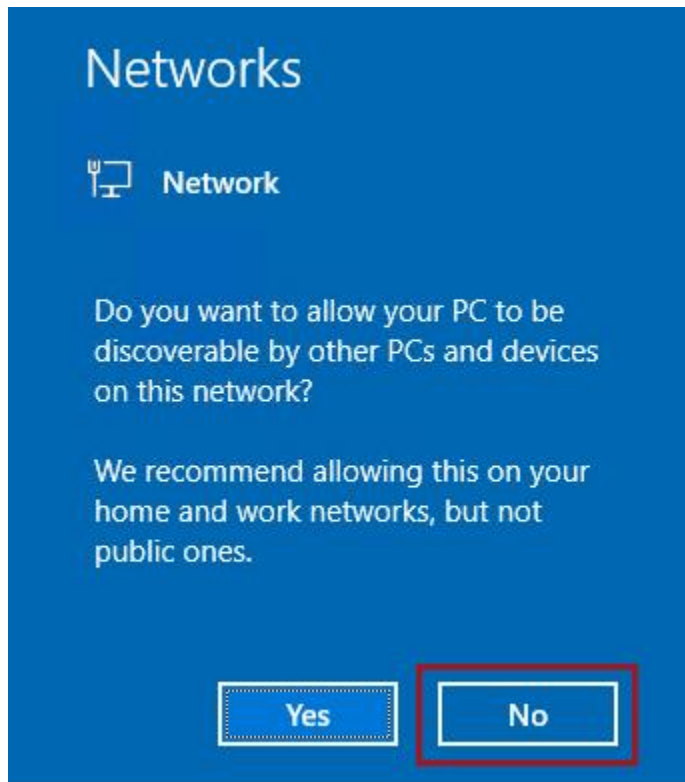 Networks
Network
Do you want to allow your PC to be
discoverable by other PCs and devices
on this network?
We recommend allowing this on your
home and work networks, but not
public ones.
Yes No